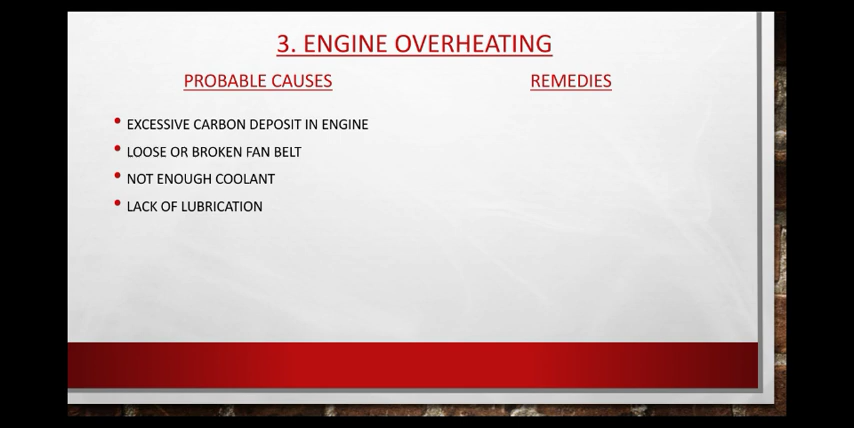 3. ENGINE OVERHEATING
PROBABLE CAUSES
REMEDIES
• EXCESSIVE CARBON DEPOSIT IN ENGINE
• LOOSE OR BROKEN FAN BELT
• NOT ENOUGH COOLANT
• LACK OF LUBRICATION